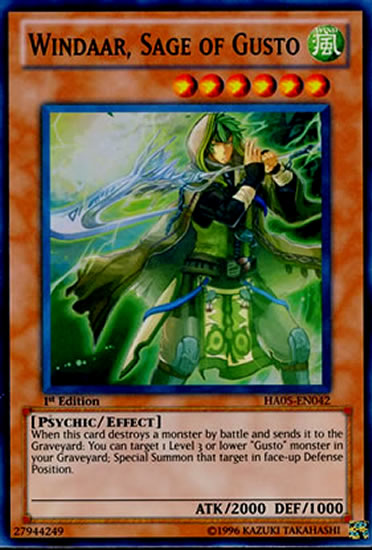 WINDAAR, SAGE OF GUSTO
WIND
風
1st Edition
HA05-EN042
[PSYCHIC/EFFECT]
When this card destroys a monster by battle and sends it to the
Graveyard: You can target 1 Level 3 or lower "Gusto" monster in
your Graveyard; Special Summon that target in face-up Defense
Position.
ATK/2000 DEF/1000
27944249
©1996 KAZUKI TAKAHASHI